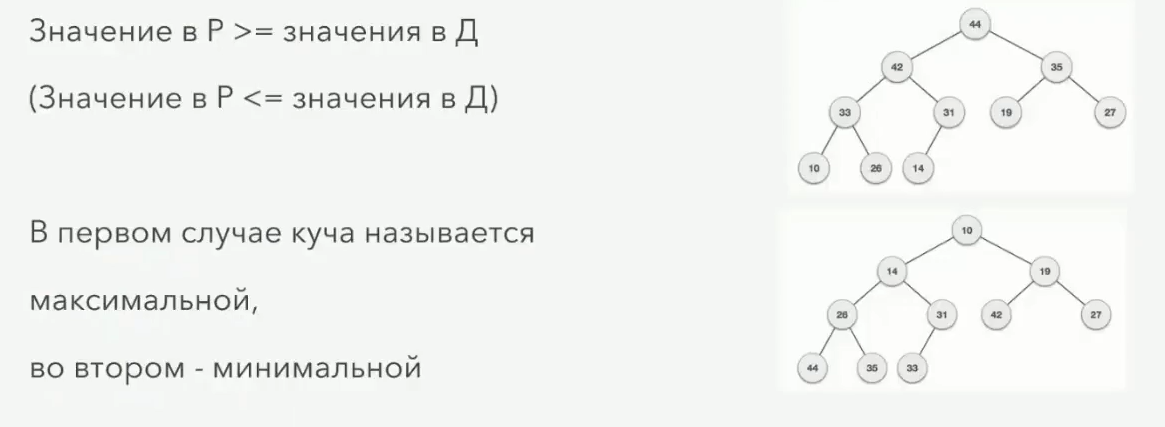 Значение в Р >= значения в Д
(Значение в Р <= значения в Д)
В первом случае куча называется
максимальной,
во втором - минимальной
44
42 35
33 31 19 27
10 26 14
10
14 19
26 31 42 27
44 35 33